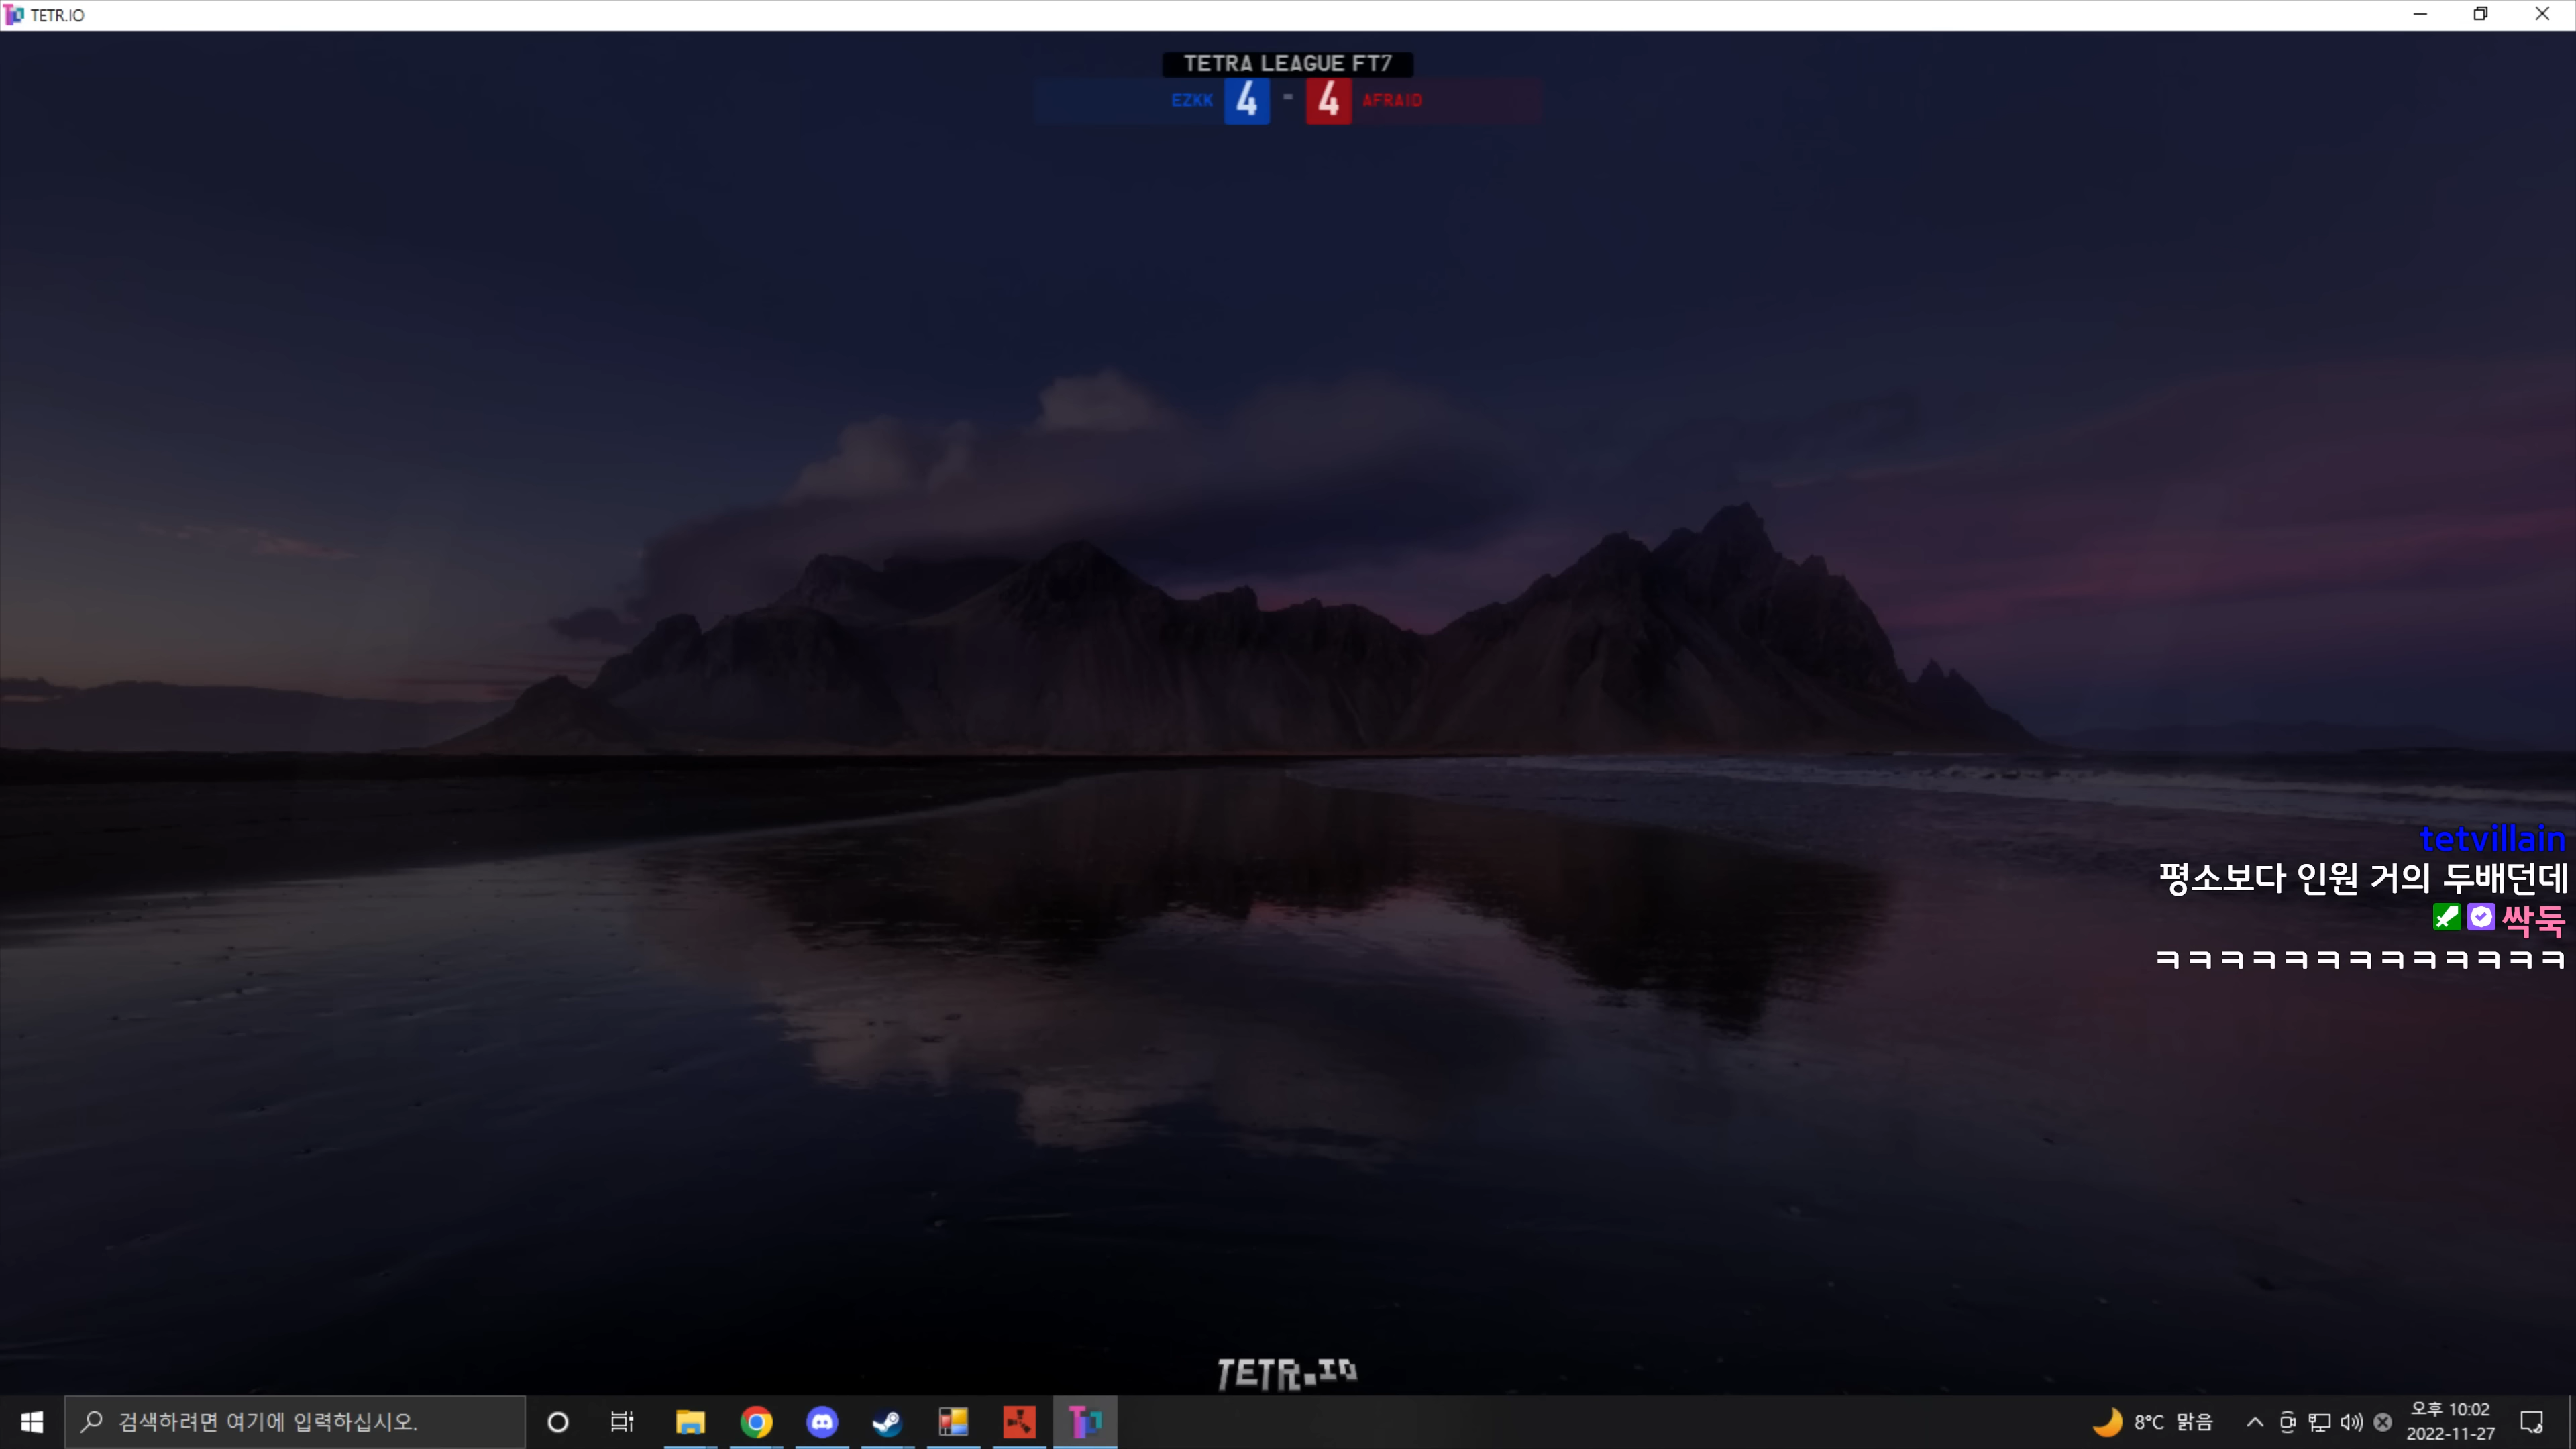 TETR.IO
TETRA LEAGUE FT7
EZKK 4 - 4 AFRAID
tetvillain
평소보다 인원 거의 두배던데
싹둑
ㅋㅋㅋㅋㅋㅋㅋㅋㅋㅋㅋㅋㅋ
TETR.IO
검색하려면 여기에 입력하십시오.
8°C 맑음
오후 10:02
2022-11-27